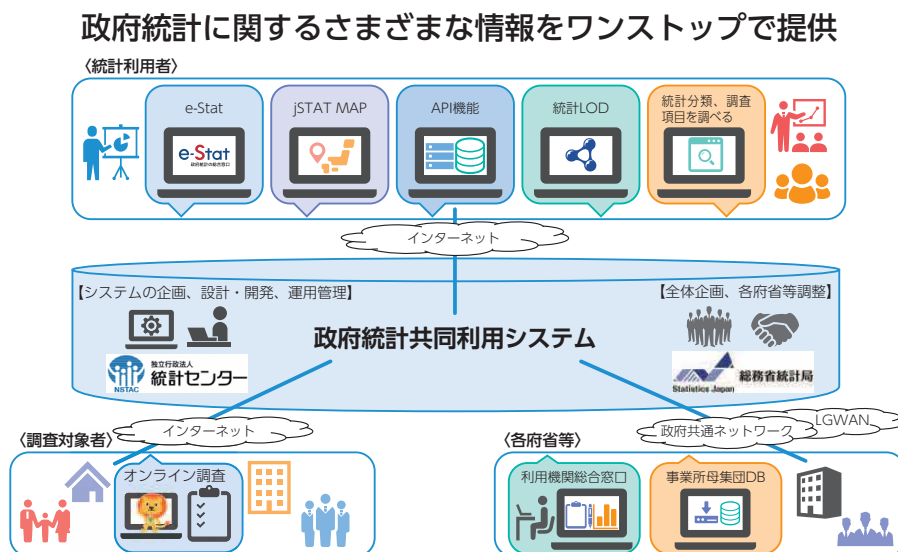 政府統計に関するさまざまな情報をワンストップで提供
〈統計利用者〉
e-Stat
jSTAT MAP
API機能
統計LOD
統計分類、調査
項目を調べる
e-Stat
政府統計の総合窓口
インターネット
【システムの企画、設計・開発、運用管理】
【全体企画、各府省等調整】
政府統計共同利用システム
独立行政法人
統計センター
NSTAC
総務省統計局
Statistics Japan
〈調査対象者〉
インターネット
〈各府省等〉
政府共通ネットワーク
LGWAN
オンライン調査
利用機関総合窓口
事業所母集団DB